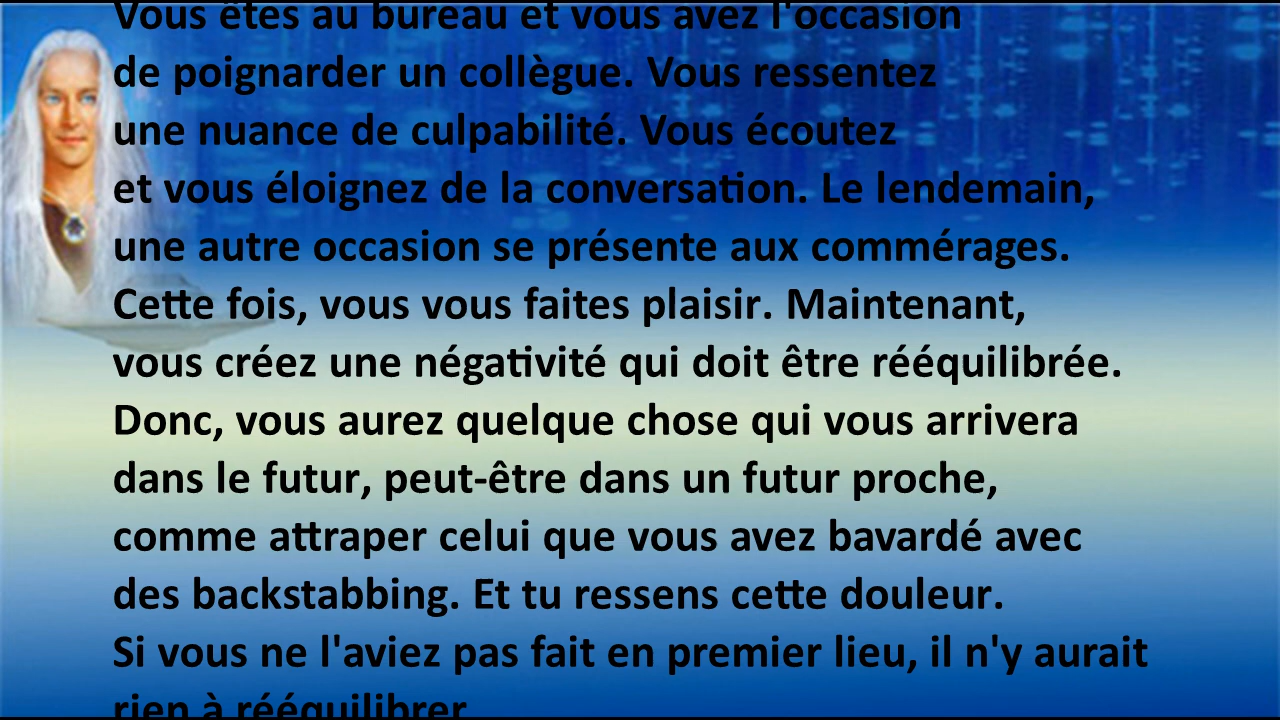 Vous êtes au bureau et vous avez l'occasion
de poignarder un collègue. Vous ressentez
une nuance de culpabilité. Vous écoutez
et vous éloignez de la conversation. Le lendemain,
une autre occasion se présente aux commérages.
Cette fois, vous vous faites plaisir. Maintenant,
vous créez une négativité qui doit être rééquilibrée.
Donc, vous aurez quelque chose qui vous arrivera
dans le futur, peut-être dans un futur proche,
comme attraper celui que vous avez bavardé avec
des backstabbing. Et tu ressens cette douleur.
Si vous ne l'aviez pas fait en premier lieu, il n'y aurait
rien à rééquilibrer